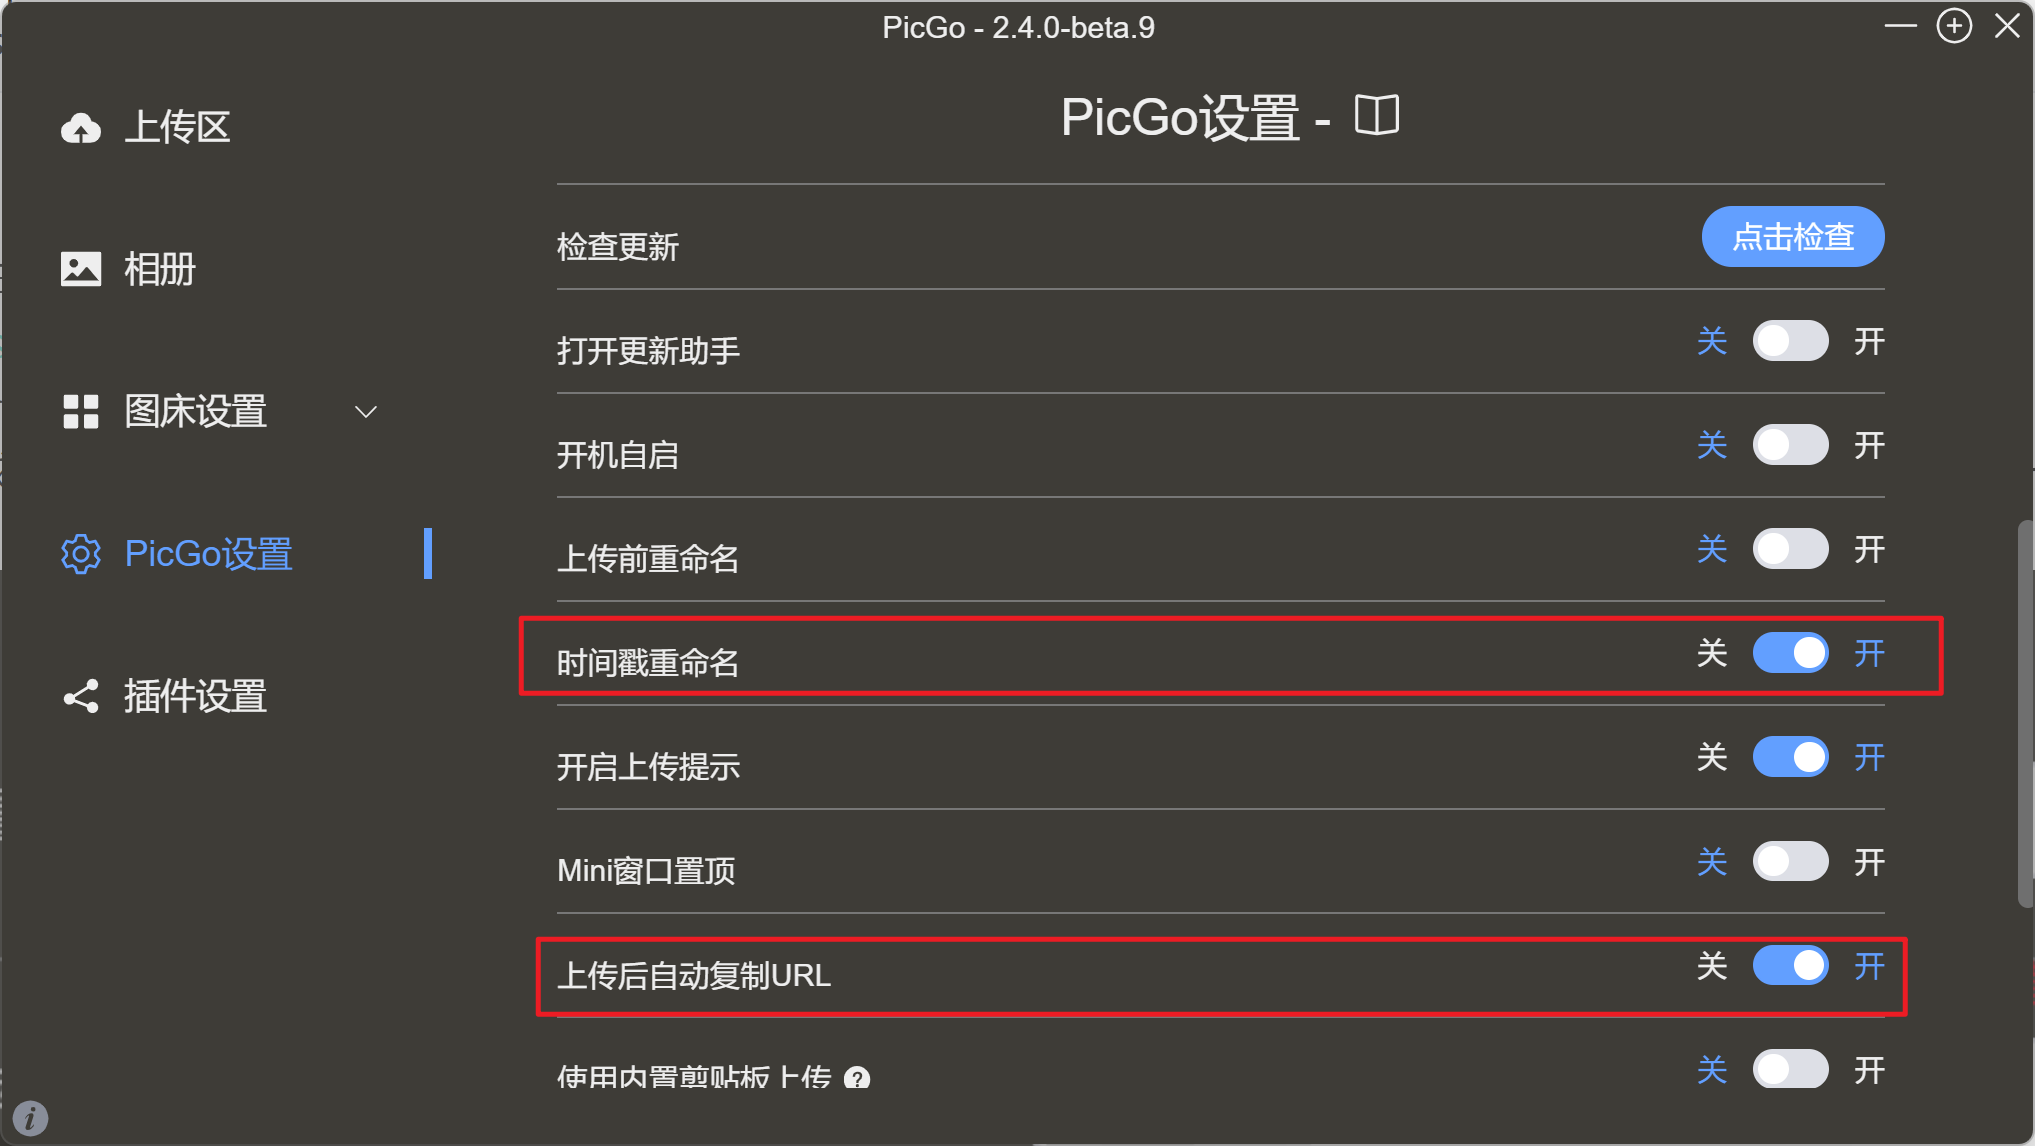 PicGo - 2.4.0-beta.9
上传区
相册
图床设置
PicGo设置
插件设置
PicGo设置 -
检查更新
点击检查
打开更新助手
关 开
开机自启
关 开
上传前重命名
关 开
时间戳重命名
关 开
开启上传提示
关 开
Mini窗口置顶
关 开
上传后自动复制URL
关 开
使用内置剪贴板上传 ?
关 开